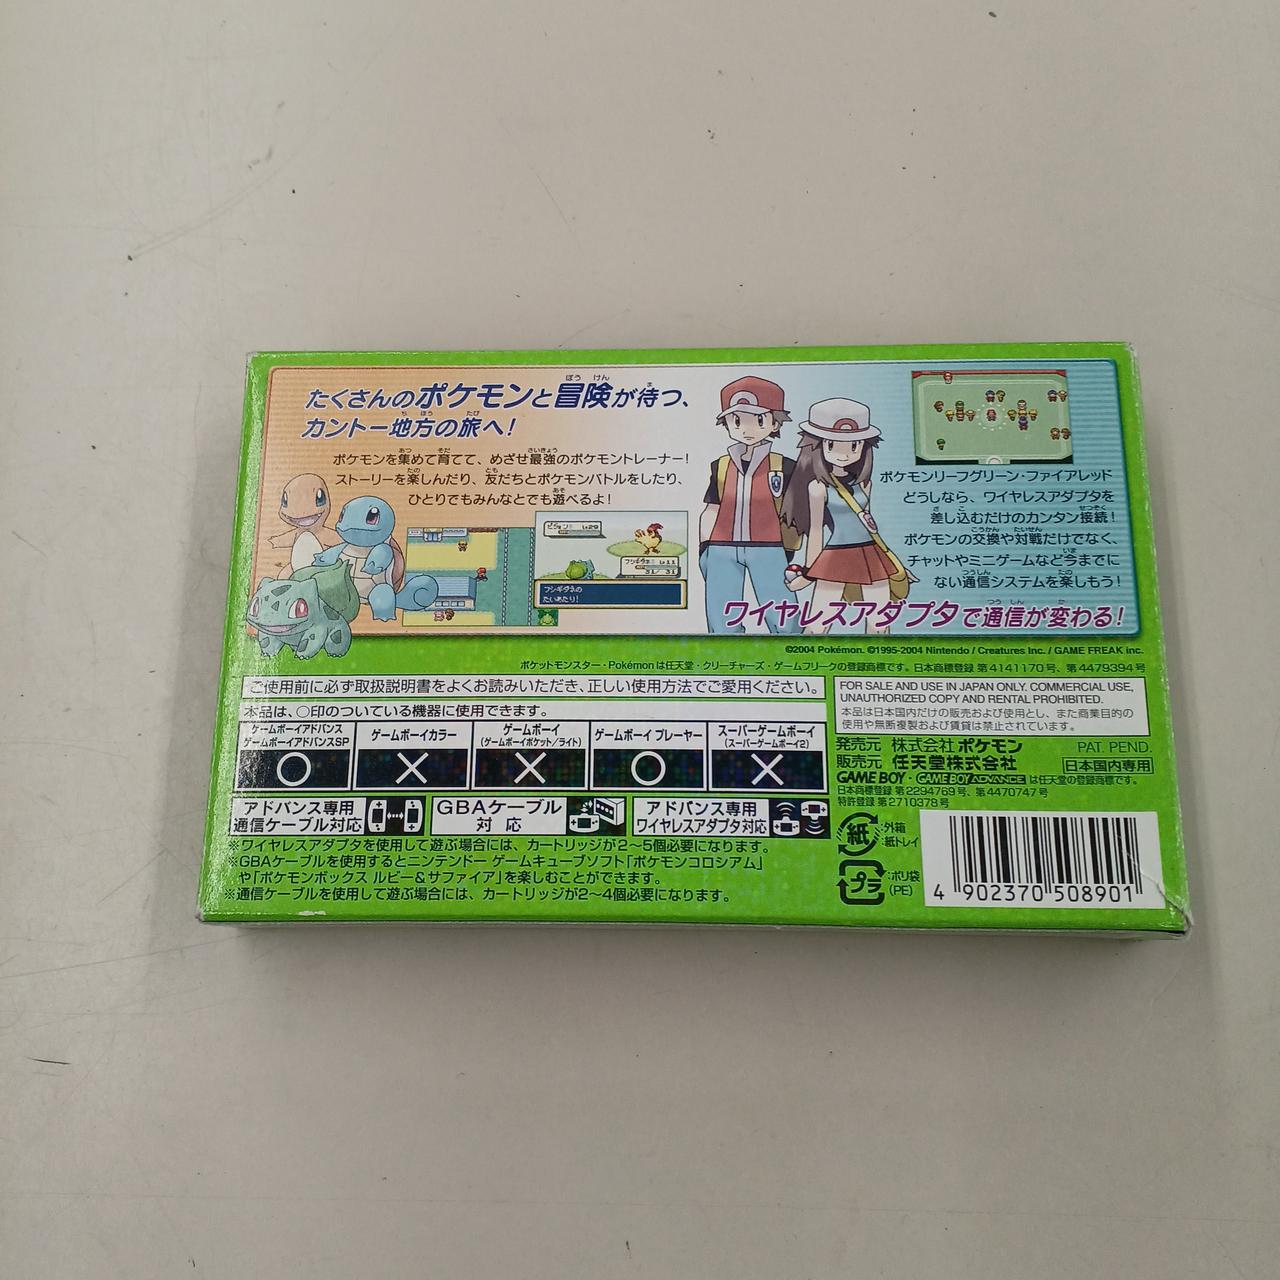 たくさんのポケモンと冒険が待つ、
カントー地方の旅へ!
ポケモンを集めて育てて、めざせ最強のポケモントレーナー!
ストーリーを楽しんだり、友だちとポケモンバトルをしたり、
ひとりでもみんなとでも遊べるよ!
ピジョン Lv29
フシギダネ Lv11
31/ 31
フシギダネの
たいあたり!
ポケモンリーフグリーン・ファイアレッド
どうしなら、ワイヤレスアダプタを
差し込むだけのカンタン接続!
ポケモンの交換や対戦だけでなく、
チャットやミニゲームなど今までに
ない通信システムを楽しもう!
ワイヤレスアダプタで通信が変わる!
©2004 Pokémon. ©1995-2004 Nintendo / Creatures Inc. / GAME FREAK inc.
ポケットモンスター・Pokémonは任天堂・クリーチャーズ・ゲームフリークの登録商標です。日本商標登録 第4141170号、第4479394号
ご使用前に必ず取扱説明書をよくお読みいただき、正しい使用方法でご愛用ください。
本品は、○印のついている機器に使用できます。
ゲームボーイアドバンス
ゲームボーイアドバンスSP
○
ゲームボーイカラー
×
ゲームボーイ
(ゲームボーイポケット/ライト)
×
ゲームボーイ プレーヤー
○
スーパーゲームボーイ
(スーパーゲームボーイ2)
×
アドバンス専用
通信ケーブル対応
GBAケーブル
対応
アドバンス専用
ワイヤレスアダプタ対応
※ワイヤレスアダプタを使用して遊ぶ場合には、カートリッジが2〜5個必要になります。
※GBAケーブルを使用するとニンテンドー ゲームキューブソフト「ポケモンコロシアム」
や「ポケモンボックス ルビー&サファイア」を楽しむことができます。
※通信ケーブルを使用して遊ぶ場合には、カートリッジが2〜4個必要になります。
FOR SALE AND USE IN JAPAN ONLY. COMMERCIAL USE,
UNAUTHORIZED COPY AND RENTAL PROHIBITED.
本品は日本国内だけの販売および使用とし、また商業目的の
使用や無断複製および賃貸は禁止されています。
発売元 株式会社ポケモン PAT. PEND.
販売元 任天堂株式会社 日本国内専用
GAME BOY・GAME BOY ADVANCE は任天堂の登録商標です。
日本商標登録 第2294769号、第4470747号
特許登録 第2710378号
紙
:外箱
:紙トレイ
プラ
:ポリ袋
(PE)
4 902370 508901